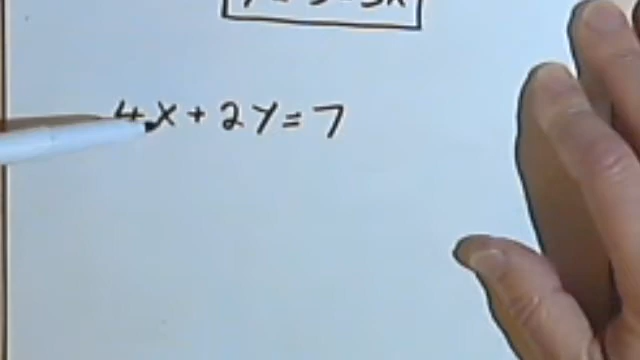 4x + 2y = 7